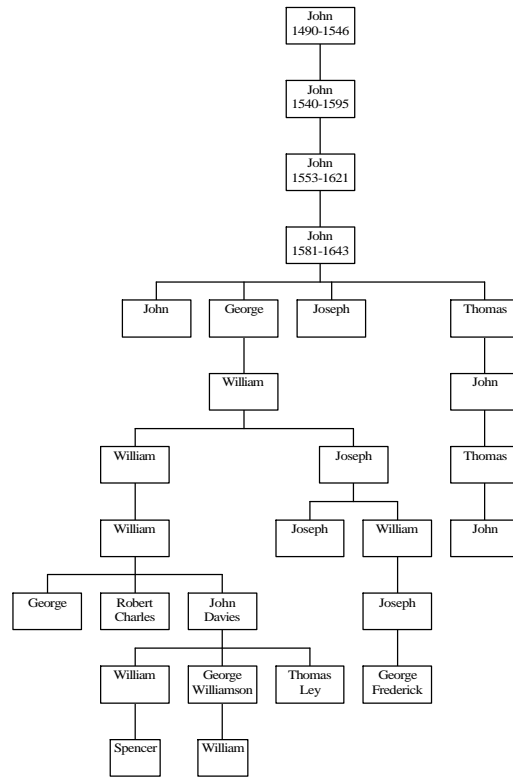 John
1490-1546
John
1540-1595
John
1553-1621
John
1581-1643
John
George
Joseph
Thomas
William
John
William
Joseph
Thomas
William
Joseph
William
John
George
Robert
Charles
John
Davies
Joseph
William
George
Williamson
Thomas
Ley
George
Frederick
Spencer
William